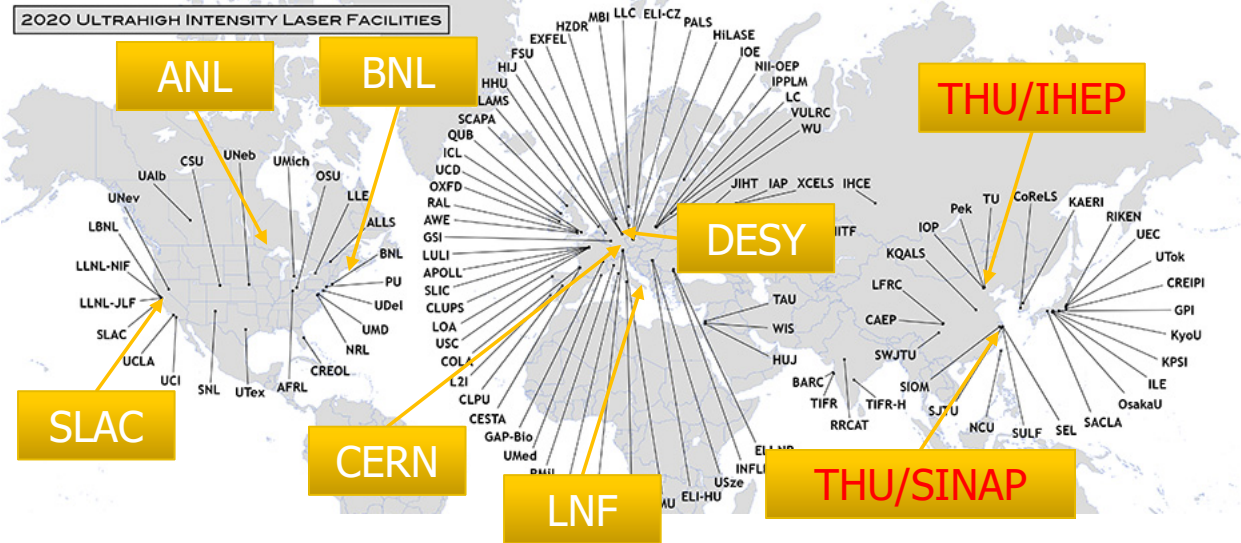 2020 ULTRAHIGH INTENSITY LASER FACILITIES
ANL
BNL
THU/IHEP
DESY
SLAC
CERN
LNF
THU/SINAP
UNev
UAlb
CSU
UNeb
UMich
OSU
LLE
ALLS
BNL
PU
UDel
UMD
NRL
CREOL
AFRL
UTex
SNL
UCI
UCLA
SLAC
LLNL-JLF
LLNL-NIF
LBNL
LLC
ELI-CZ
MBI
PALS
HZDR
HiLASE
EXFEL
IOE
FSU
NII-OEP
HIJ
IPPLM
HHU
LC
LAMS
VULRC
SCAPA
WU
QUB
ICL
UCD
OXFD
RAL
AWE
GSI
LULI
APOLL
SLIC
CLUPS
LOA
USC
COLA
L2I
CLPU
CESTA
GAP-Bio
UMed
ELI-HU
USze
TAU
WIS
HUJ
JIHT
IAP
XCELS
IHCE
BARC
TIFR
RRCAT
TIFR-H
IOP
Pek
TU
CoReLS
KAERI
RIKEN
UEC
UTok
CREIPI
GPI
KyoU
KPSI
ILE
OsakaU
SACLA
SEL
SULF
NCU
SJTU
SIOM
SWJTU
CAEP
LFRC
KQALS